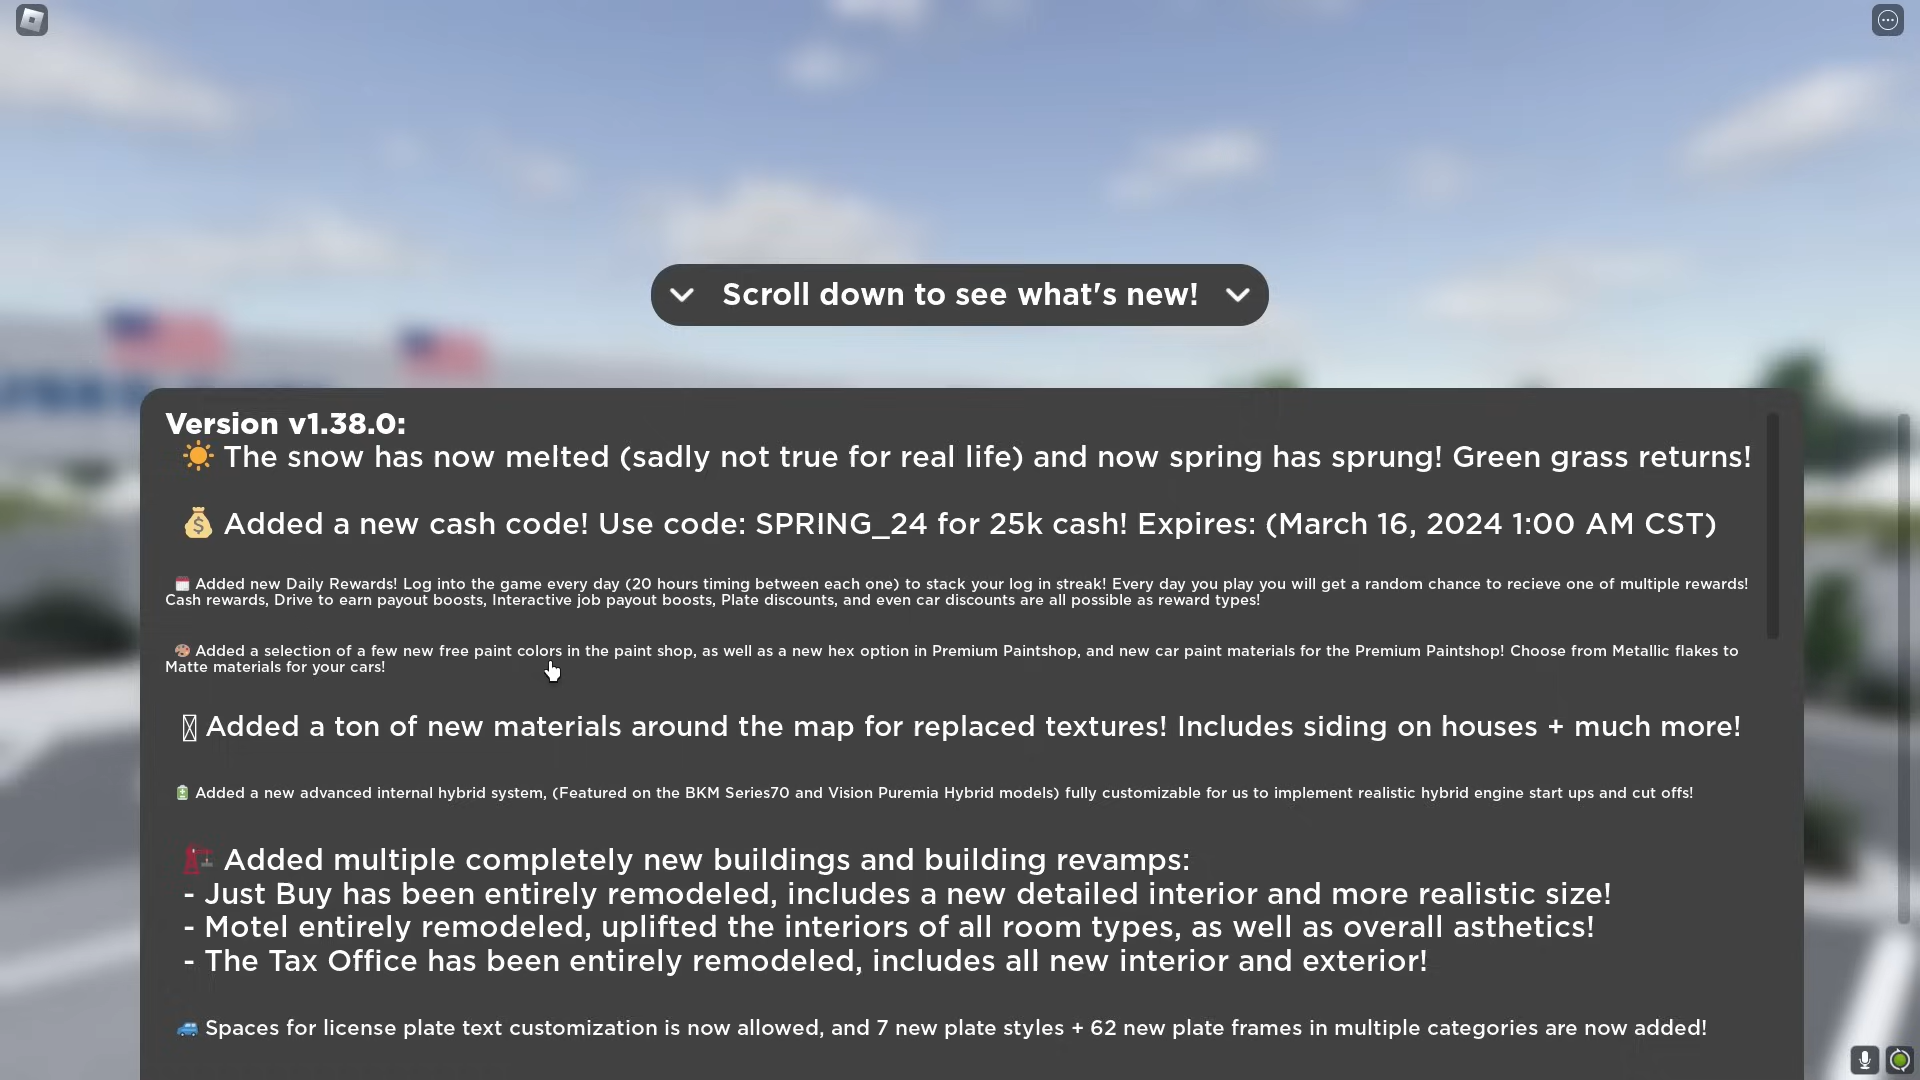 Scroll down to see what's new!
Version v1.38.0:
☀️ The snow has now melted (sadly not true for real life) and now spring has sprung! Green grass returns!
💰 Added a new cash code! Use code: SPRING_24 for 25k cash! Expires: (March 16, 2024 1:00 AM CST)
Added new Daily Rewards! Log into the game every day (20 hours timing between each one) to stack your log in streak! Every day you play you will get a random chance to recieve one of multiple rewards!
Cash rewards, Drive to earn payout boosts, Interactive job payout boosts, Plate discounts, and even car discounts are all possible as reward types!
🎨 Added a selection of a few new free paint colors in the paint shop, as well as a new hex option in Premium Paintshop, and new car paint materials for the Premium Paintshop! Choose from Metallic flakes to
Matte materials for your cars!
Added a ton of new materials around the map for replaced textures! Includes siding on houses + much more!
🔋 Added a new advanced internal hybrid system, (Featured on the BKM Series70 and Vision Puremia Hybrid models) fully customizable for us to implement realistic hybrid engine start ups and cut offs!
🏗️ Added multiple completely new buildings and building revamps:
- Just Buy has been entirely remodeled, includes a new detailed interior and more realistic size!
- Motel entirely remodeled, uplifted the interiors of all room types, as well as overall asthetics!
- The Tax Office has been entirely remodeled, includes all new interior and exterior!
🚙 Spaces for license plate text customization is now allowed, and 7 new plate styles + 62 new plate frames in multiple categories are now added!